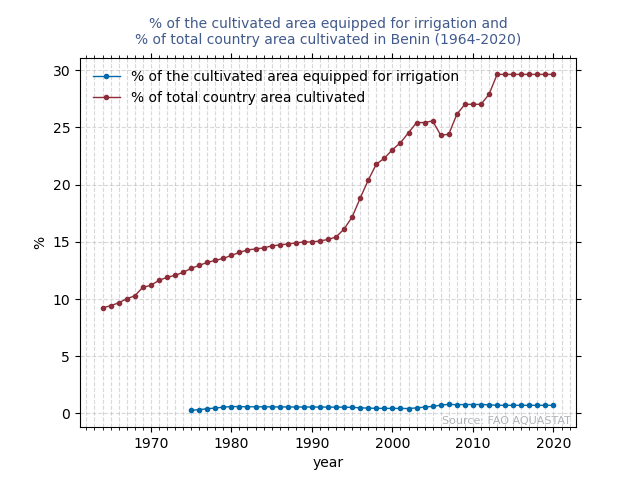 % of the cultivated area equipped for irrigation and
% of total country area cultivated in Benin (1964-2020)
% of the cultivated area equipped for irrigation
% of total country area cultivated
30
25
20
15
10
5
0
%
Source: FAO AQUASTAT
1970 1980 1990 2000 2010 2020
year